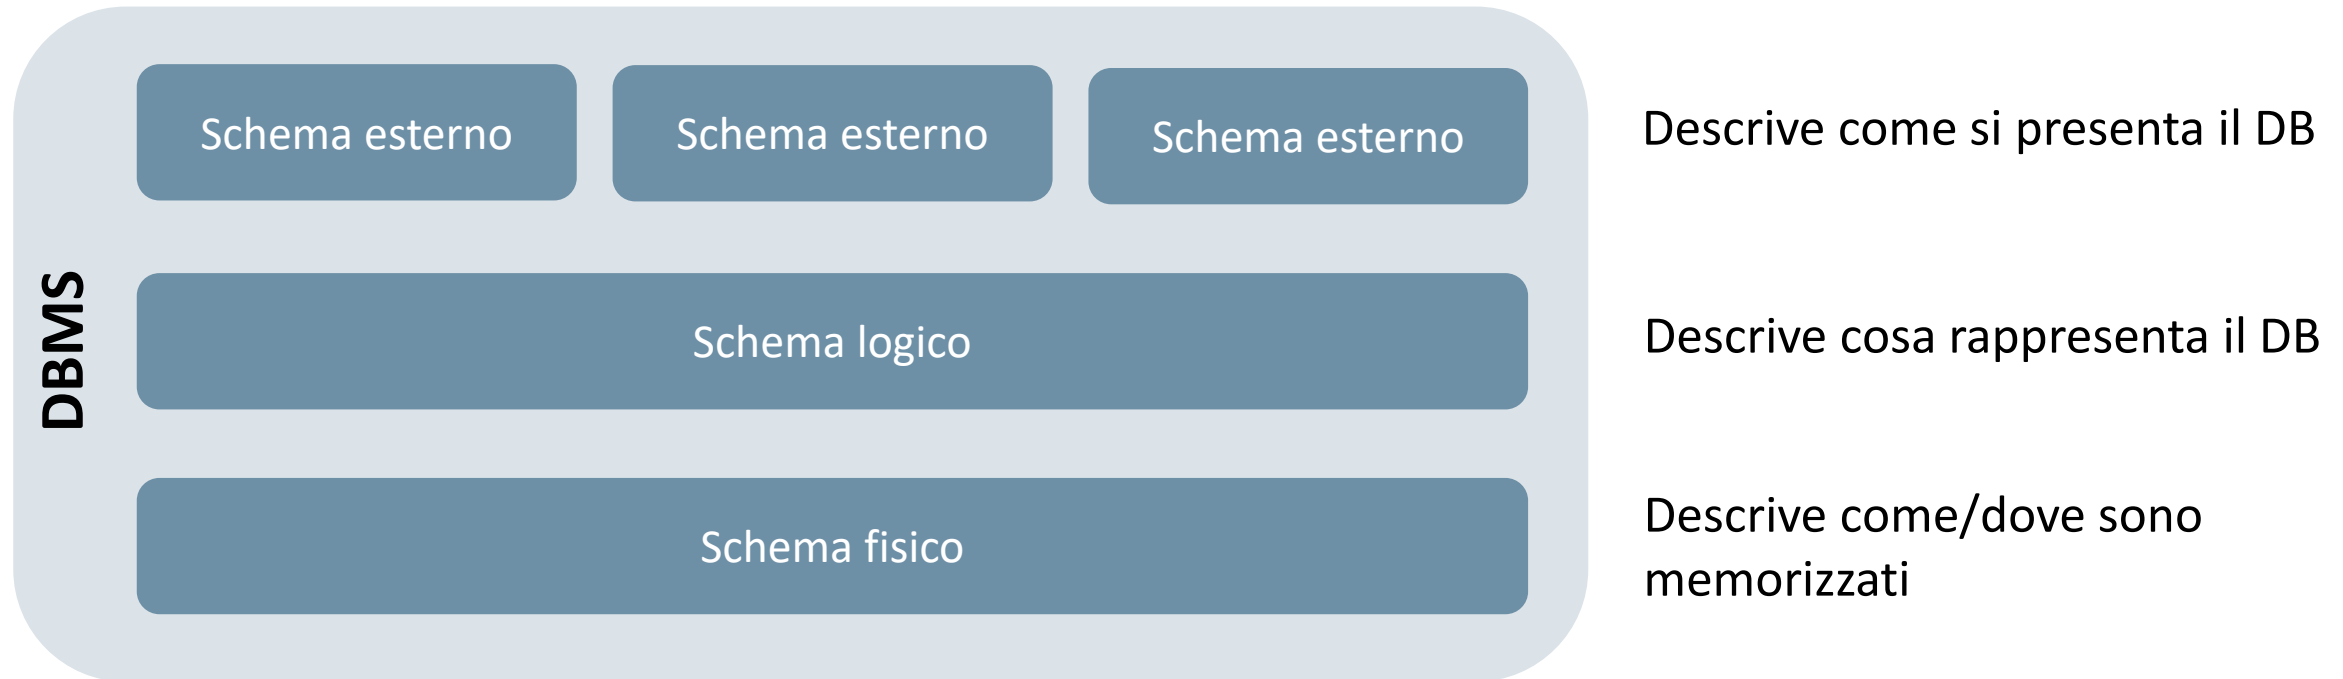 Schema esterno
Schema esterno
Schema esterno
Descrive come si presenta il DB
DBMS
Schema logico
Descrive cosa rappresenta il DB
Schema fisico
Descrive come/dove sono
memorizzati